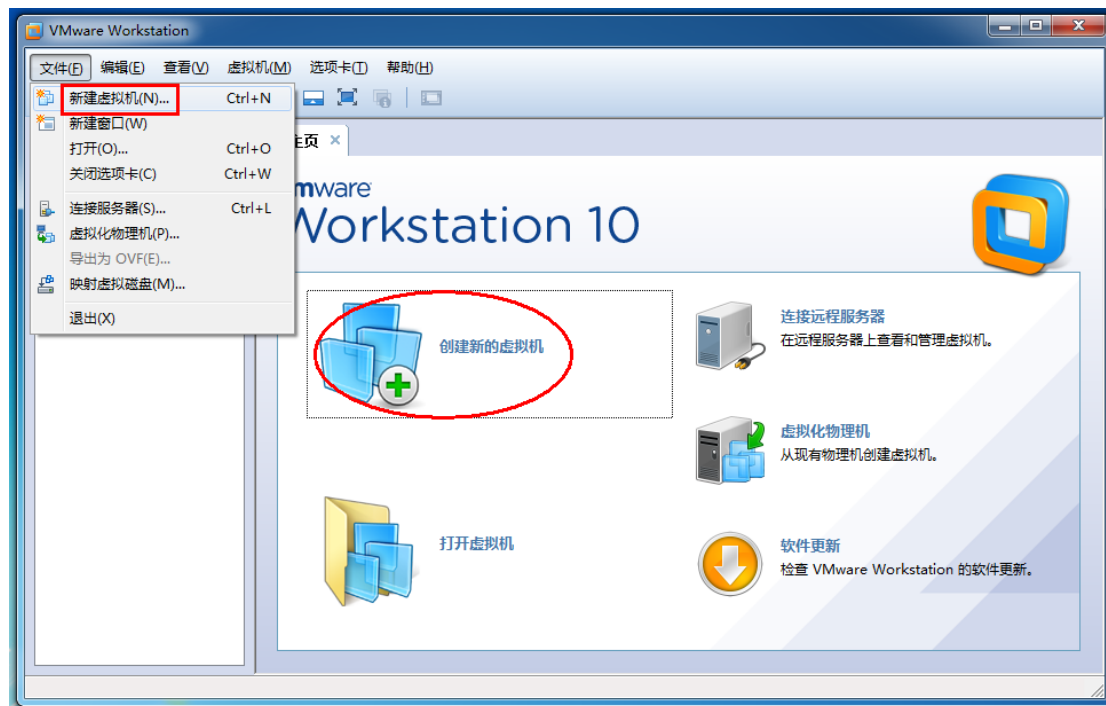 VMware Workstation
文件(F) 编辑(E) 查看(V) 虚拟机(M) 选项卡(T) 帮助(H)
新建虚拟机(N)... Ctrl+N
新建窗口(W)
打开(O)... Ctrl+O
关闭选项卡(C) Ctrl+W
连接服务器(S)... Ctrl+L
虚拟化物理机(P)...
导出为 OVF(E)...
映射虚拟磁盘(M)...
退出(X)
主页 ×
mware
Workstation 10
创建新的虚拟机
连接远程服务器
在远程服务器上查看和管理虚拟机。
虚拟化物理机
从现有物理机创建虚拟机。
打开虚拟机
软件更新
检查 VMware Workstation 的软件更新。